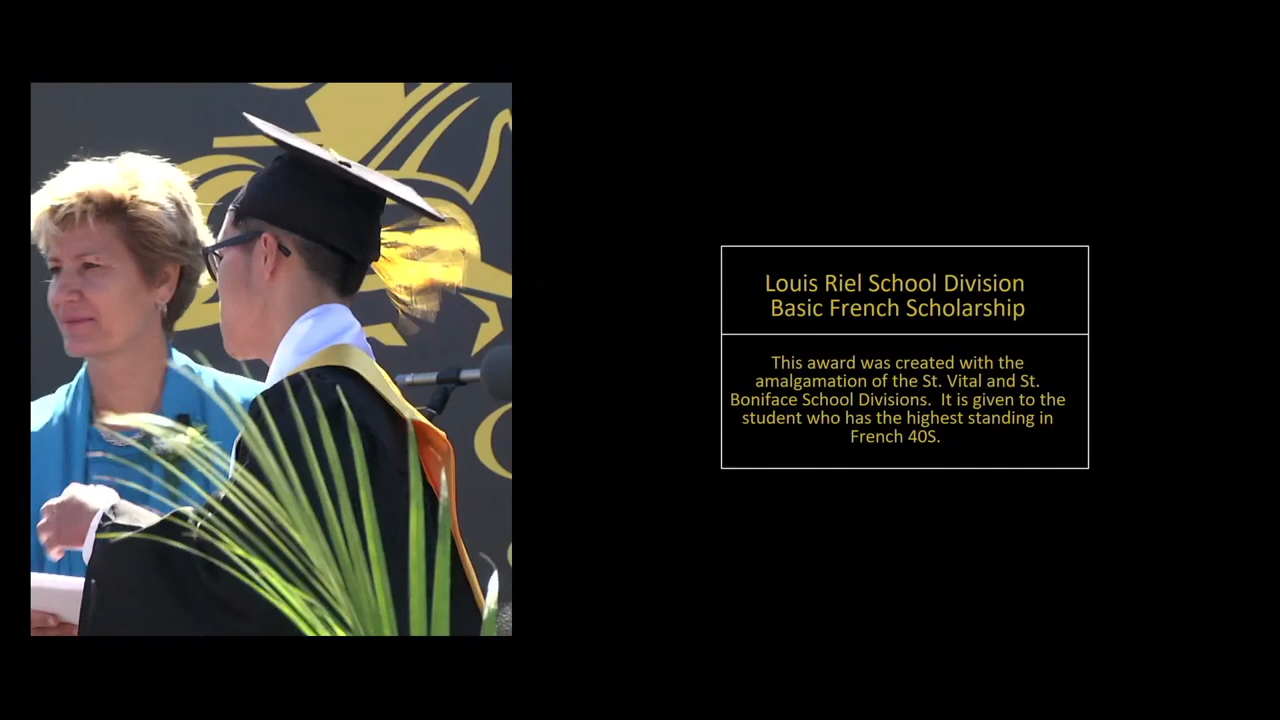 Louis Riel School Division
Basic French Scholarship
This award was created with the
amalgamation of the St. Vital and St.
Boniface School Divisions.  It is given to the
student who has the highest standing in
French 40S.